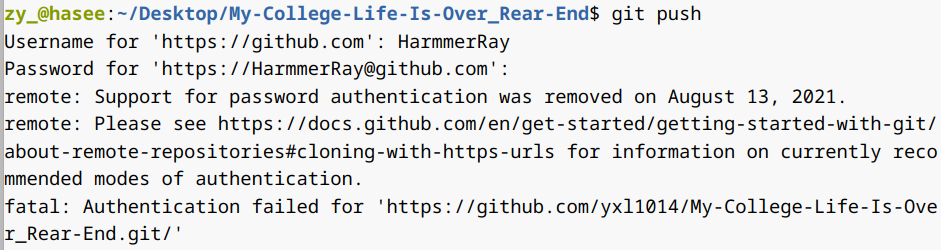 zy_@hasee:~/Desktop/My-College-Life-Is-Over_Rear-End$ git push
Username for 'https://github.com': HarmmerRay
Password for 'https://HarmmerRay@github.com':
remote: Support for password authentication was removed on August 13, 2021.
remote: Please see https://docs.github.com/en/get-started/getting-started-with-git/
about-remote-repositories#cloning-with-https-urls for information on currently reco
mmended modes of authentication.
fatal: Authentication failed for 'https://github.com/yxl1014/My-College-Life-Is-Ove
r_Rear-End.git/'